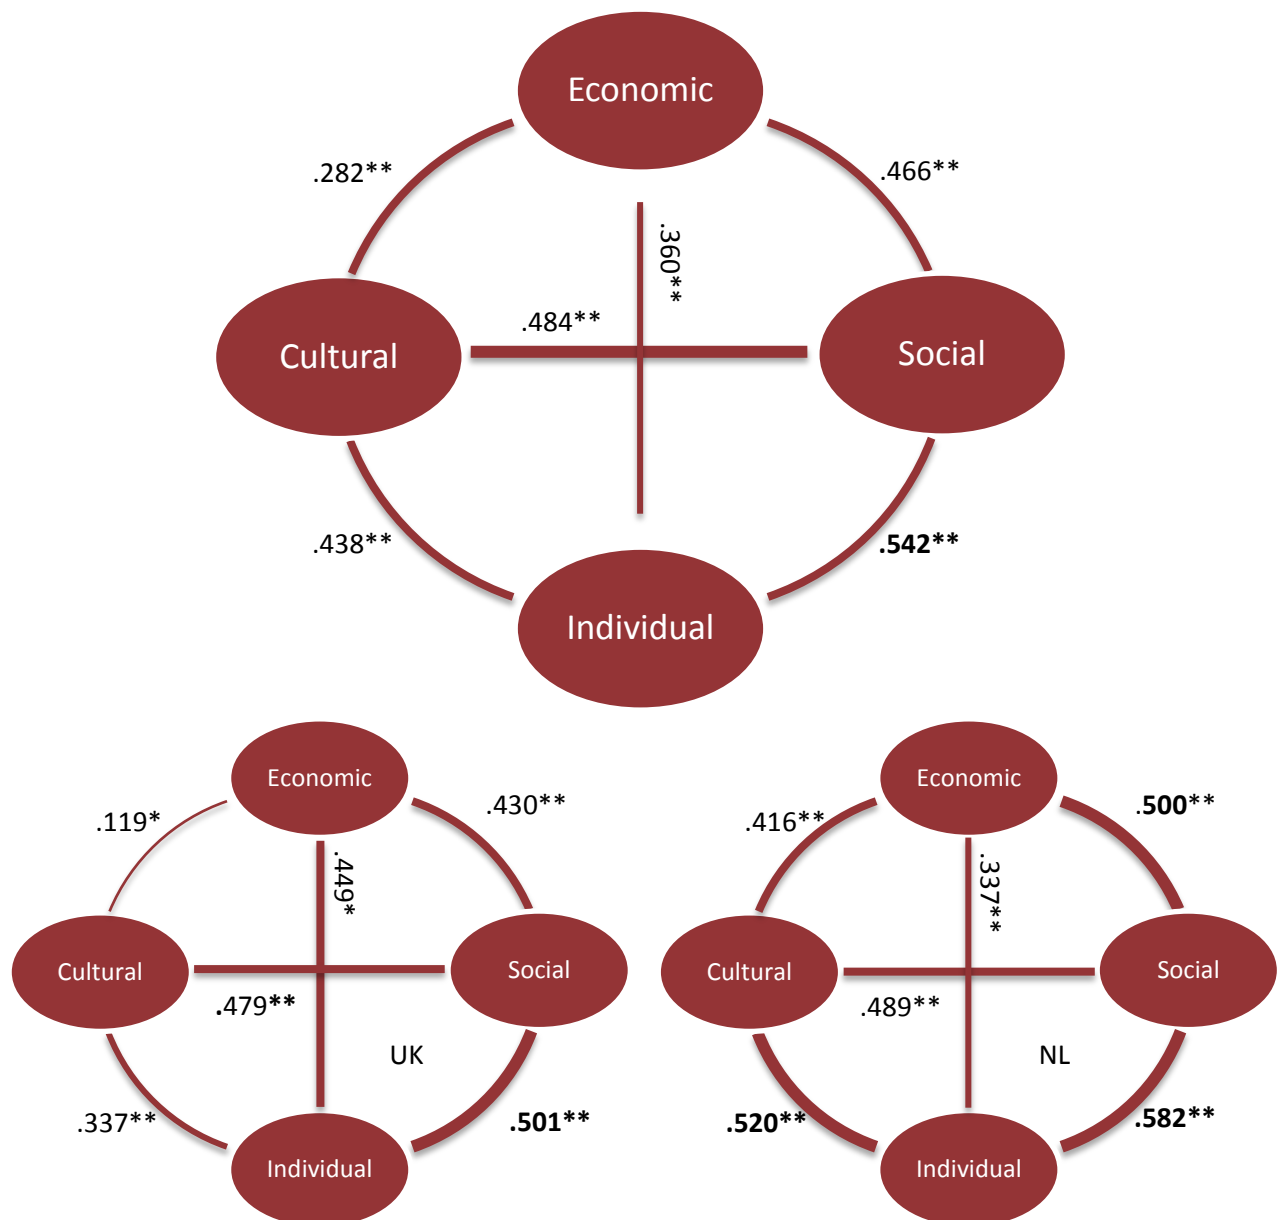 Economic
.282**
.466**
.360**
.484**
Cultural
Social
.438**
.542**
Individual
Economic
.119*
.430**
.449*
Cultural
Social
.479**
UK
.337**
.501**
Individual
Economic
.416**
.500**
.337**
Cultural
Social
.489**
NL
.520**
.582**
Individual